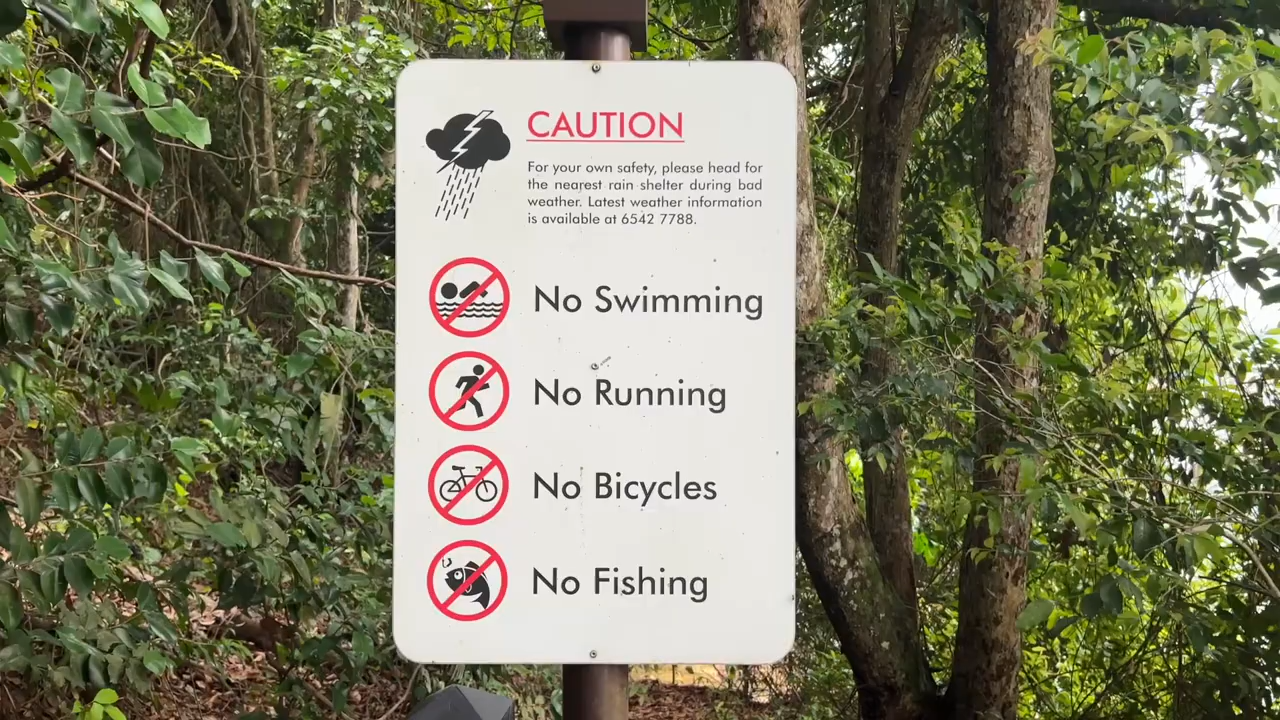 CAUTION
For your own safety, please head for
the nearest rain shelter during bad
weather. Latest weather information
is available at 6542 7788.
No Swimming
No Running
No Bicycles
No Fishing